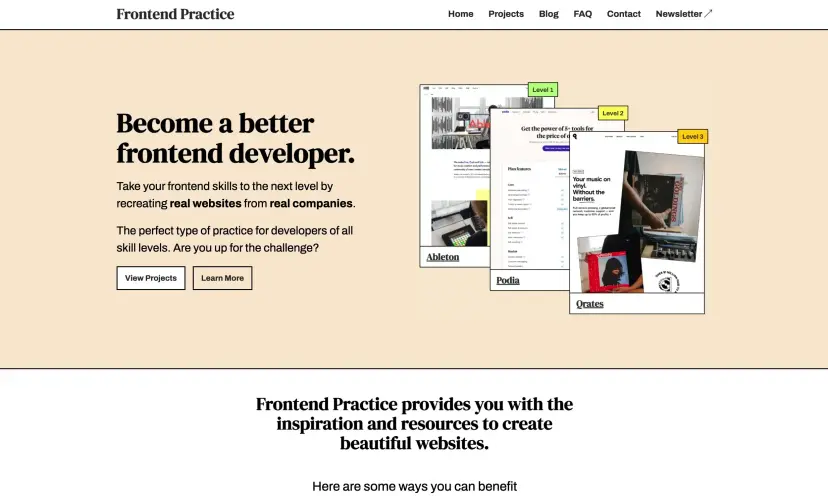 Frontend Practice
Home Projects Blog FAQ Contact Newsletter ↗
Become a better
frontend developer.
Take your frontend skills to the next level by
recreating real websites from real companies.
The perfect type of practice for developers of all
skill levels. Are you up for the challenge?
View Projects Learn More
Level 1
Ableton
Level 2
Get the power of 5+ tools for
the price of
Plan features
Podia
Level 3
Your music on
vinyl.
Without the
barriers.
Qrates
Frontend Practice provides you with the
inspiration and resources to create
beautiful websites.
Here are some ways you can benefit